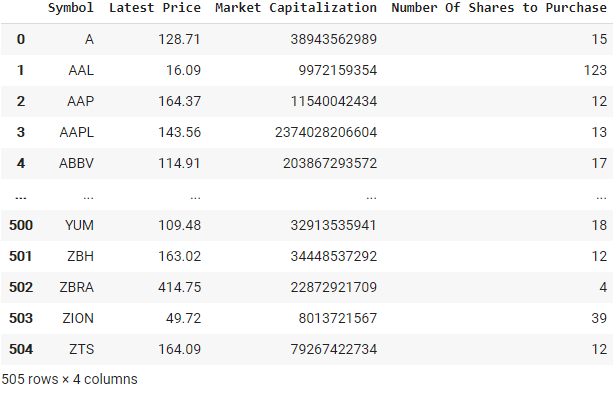 Symbol Latest Price Market Capitalization Number Of Shares to Purchase
0 A 128.71 38943562989 15
1 AAL 16.09 9972159354 123
2 AAP 164.37 11540042434 12
3 AAPL 143.56 2374028206604 13
4 ABBV 114.91 203867293572 17
... ... ... ... ...
500 YUM 109.48 32913535941 18
501 ZBH 163.02 34448537292 12
502 ZBRA 414.75 22872921709 4
503 ZION 49.72 8013721567 39
504 ZTS 164.09 79267422734 12
505 rows × 4 columns